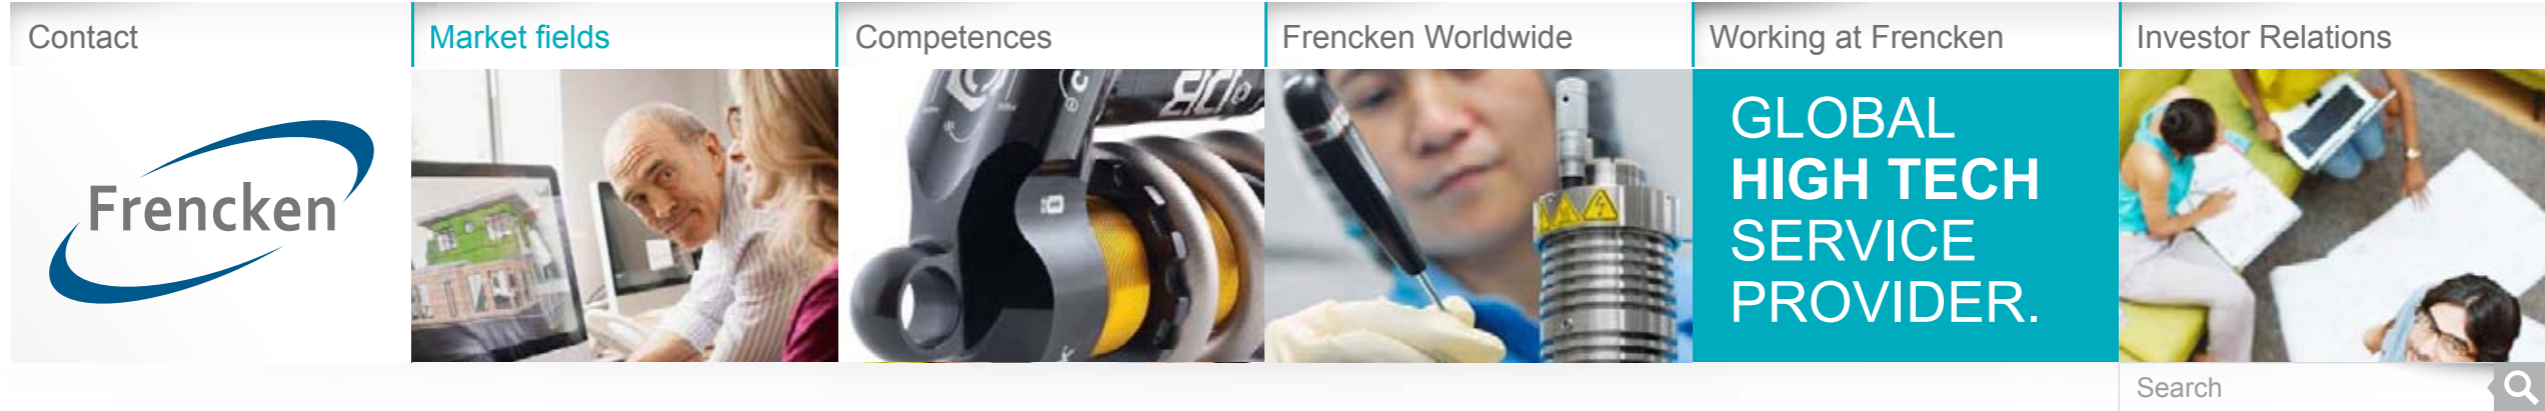 Contact
Market fields
Competences
Frencken Worldwide
Working at Frencken
Investor Relations
Frencken
GLOBAL
HIGH TECH
SERVICE
PROVIDER.
Search